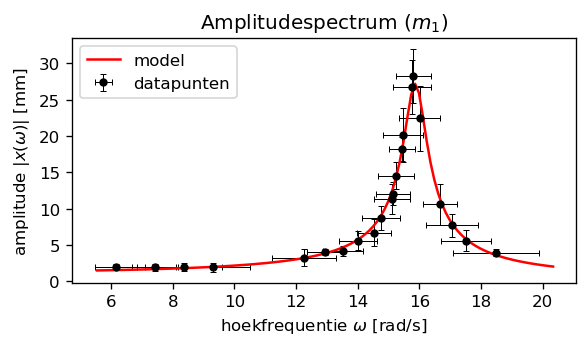 Amplitudespectrum (m₁)
model
datapunten
amplitude |x(ω)| [mm]
30
25
20
15
10
5
0
6 8 10 12 14 16 18 20
hoekfrequentie ω [rad/s]